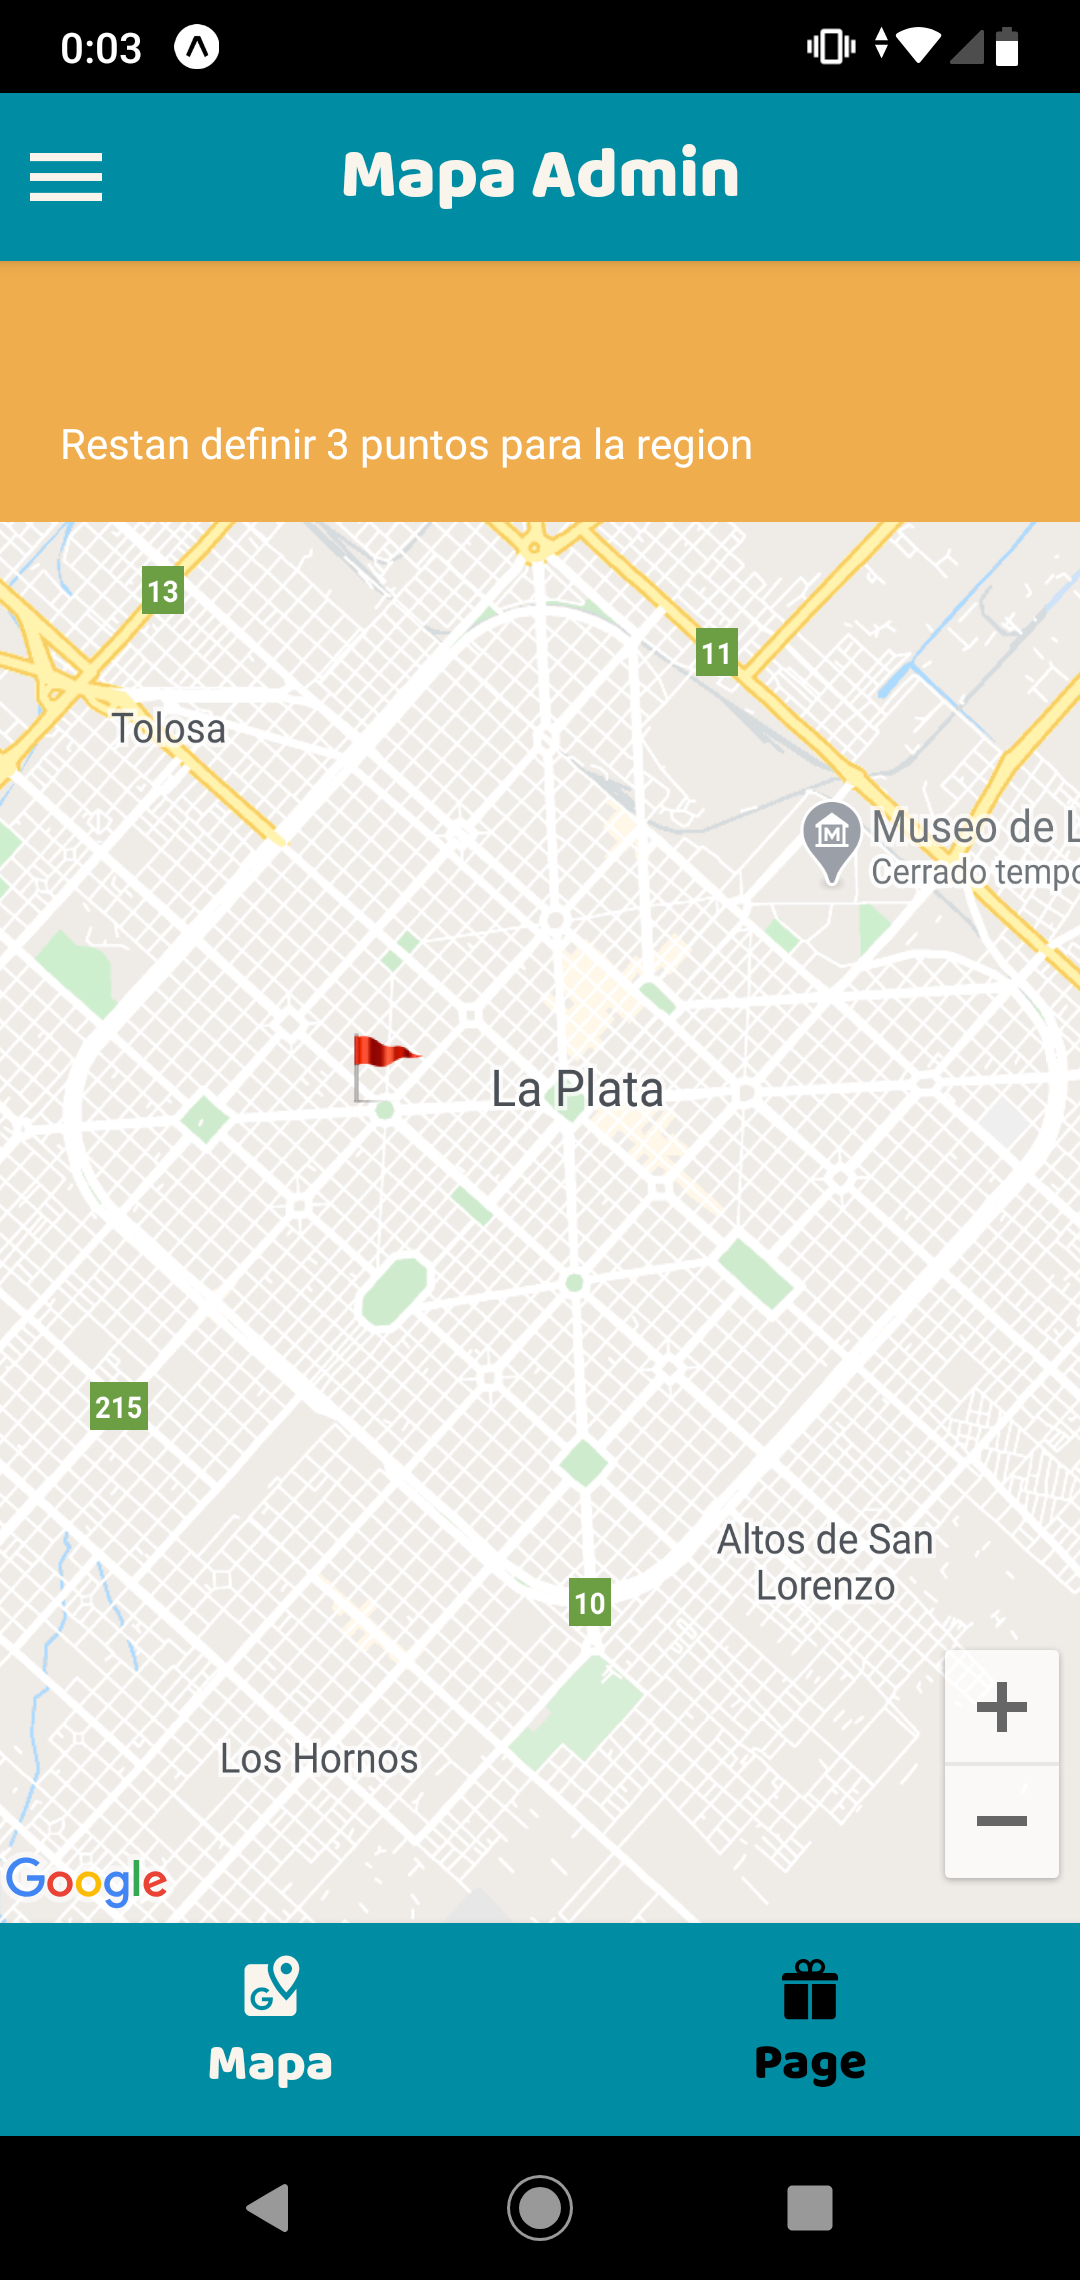 0:03
Mapa Admin
Restan definir 3 puntos para la region
13
11
Tolosa
Museo de L
Cerrado tempo
La Plata
215
Altos de San
Lorenzo
10
Los Hornos
Google
Mapa
Page